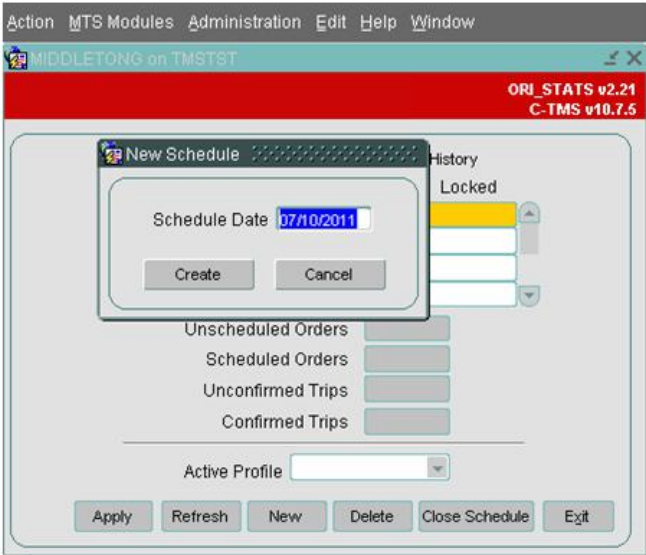 Action MTS Modules Administration Edit Help Window
MIDDLETONG on TMSTST
ORI_STATS v2.21
C-TMS v10.7.5
New Schedule
History
Locked
Schedule Date 07/10/2011
Create Cancel
Unscheduled Orders
Scheduled Orders
Unconfirmed Trips
Confirmed Trips
Active Profile
Apply Refresh New Delete Close Schedule Exit